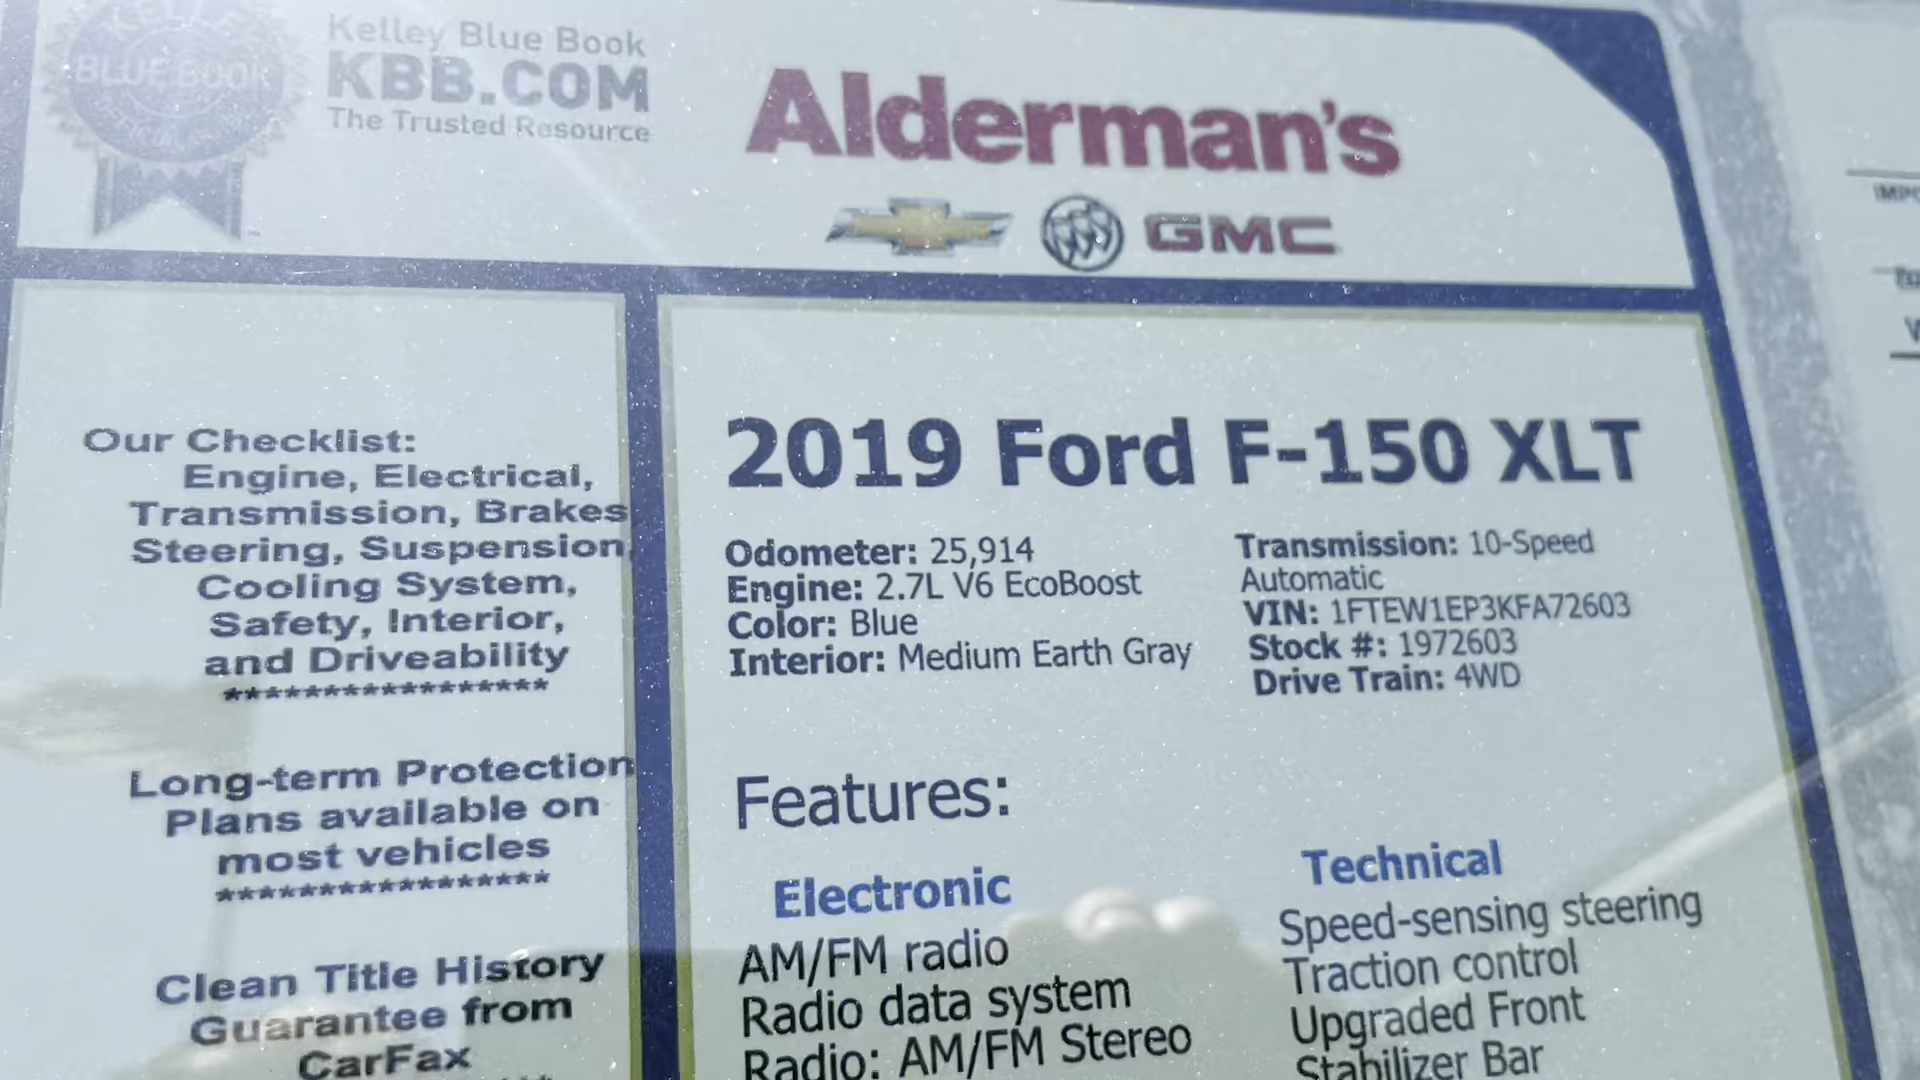 BLUE BOOK
Kelley Blue Book
KBB.COM
The Trusted Resource
Alderman's
GMC
Our Checklist:
Engine, Electrical,
Transmission, Brakes
Steering, Suspension,
Cooling System,
Safety, Interior,
and Driveability
*****************
Long-term Protection
Plans available on
most vehicles
*****************
Clean Title History
Guarantee from
CarFax
2019 Ford F-150 XLT
Odometer: 25,914
Engine: 2.7L V6 EcoBoost
Color: Blue
Interior: Medium Earth Gray
Transmission: 10-Speed
Automatic
VIN: 1FTEW1EP3KFA72603
Stock #: 1972603
Drive Train: 4WD
Features:
Electronic
AM/FM radio
Radio data system
Radio: AM/FM Stereo
Technical
Speed-sensing steering
Traction control
Upgraded Front
Stabilizer Bar